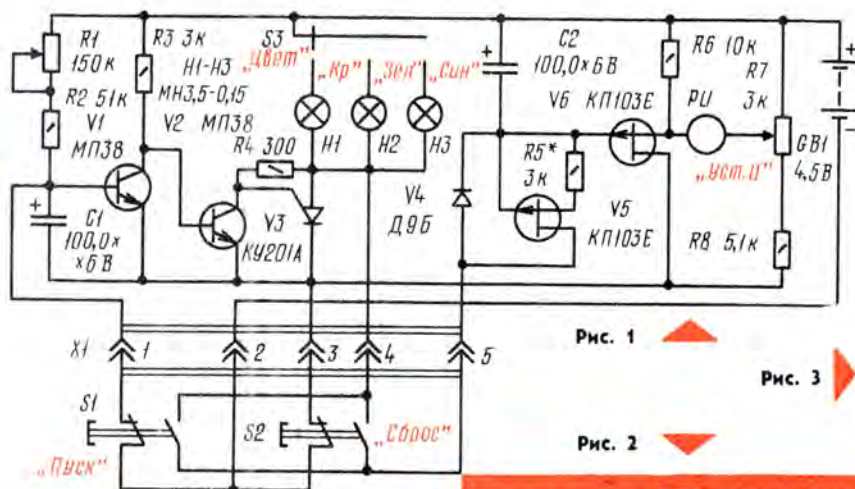 R1
150к
R2 51к
V1
МП38
C1
100,0×
×6В
R3 3к
H1-H3
МН3,5-0,15
V2 МП38
R4 300
V3
КУ201А
S3
„Цвет"
„Кр"
„Зел"
„Син"
H1
H2
H3
V4
Д9Б
C2
100,0×6В
V6 КП103Е
R5*
3к
V5
КП103Е
R6 10к
R7
3к
PU
„Уст.0"
GB1
4,5В
R8 5,1к
X1
1
2
3
4
5
S1
„Пуск"
S2
„Сброс"
Рис. 1
Рис. 3
Рис. 2